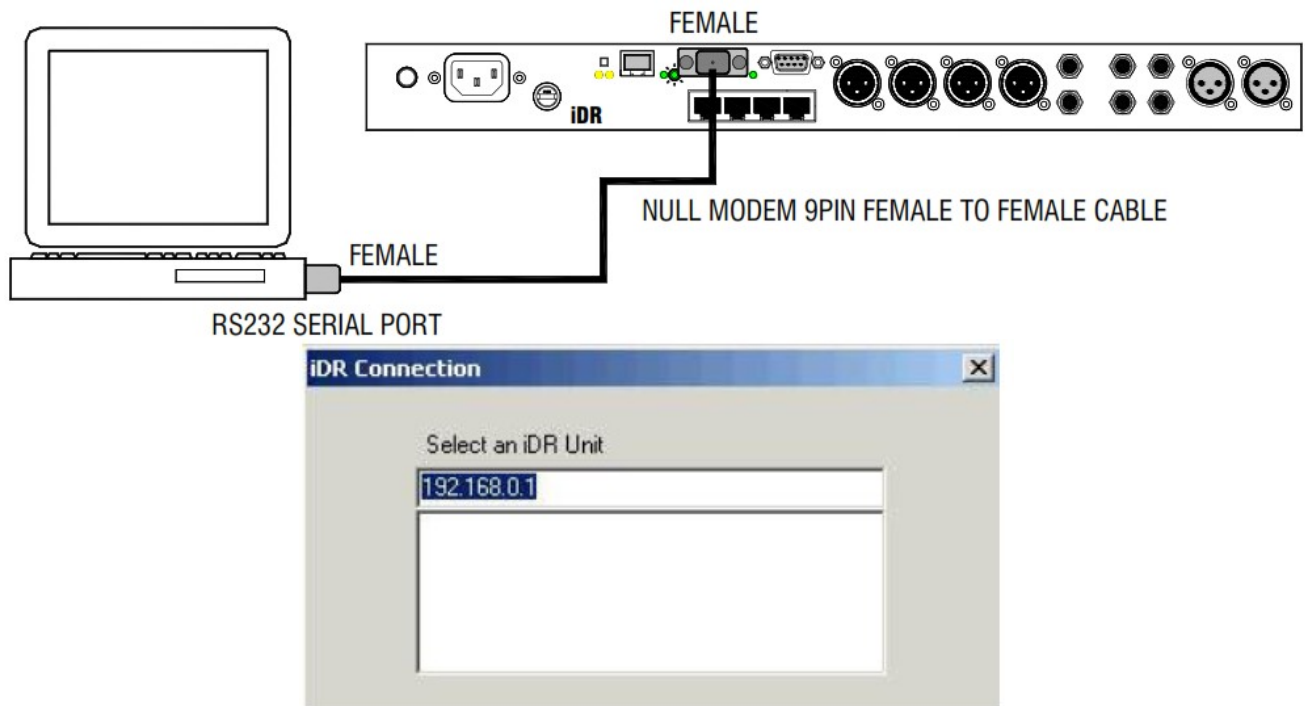 FEMALE
iDR
NULL MODEM 9PIN FEMALE TO FEMALE CABLE
FEMALE
RS232 SERIAL PORT
iDR Connection
Select an iDR Unit
192.168.0.1